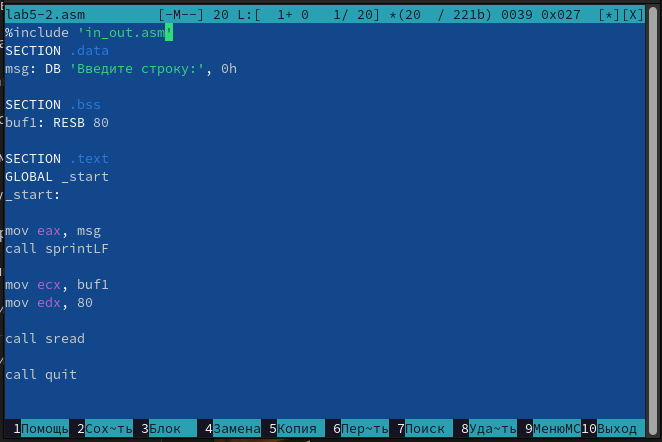 lab5-2.asm [-M--] 20 L:[ 1+ 0 1/ 20] *(20 / 221b) 0039 0x027 [*][X]
%include 'in_out.asm'
SECTION .data
msg: DB 'Введите строку:', 0h
SECTION .bss
buf1: RESB 80
SECTION .text
GLOBAL _start
_start:
mov eax, msg
call sprintLF
mov ecx, buf1
mov edx, 80
call sread
call quit
1Помощь 2Сох~ть 3Блок 4Замена 5Копия 6Пер~ть 7Поиск 8Уда~ть 9МенюМС 10Выход